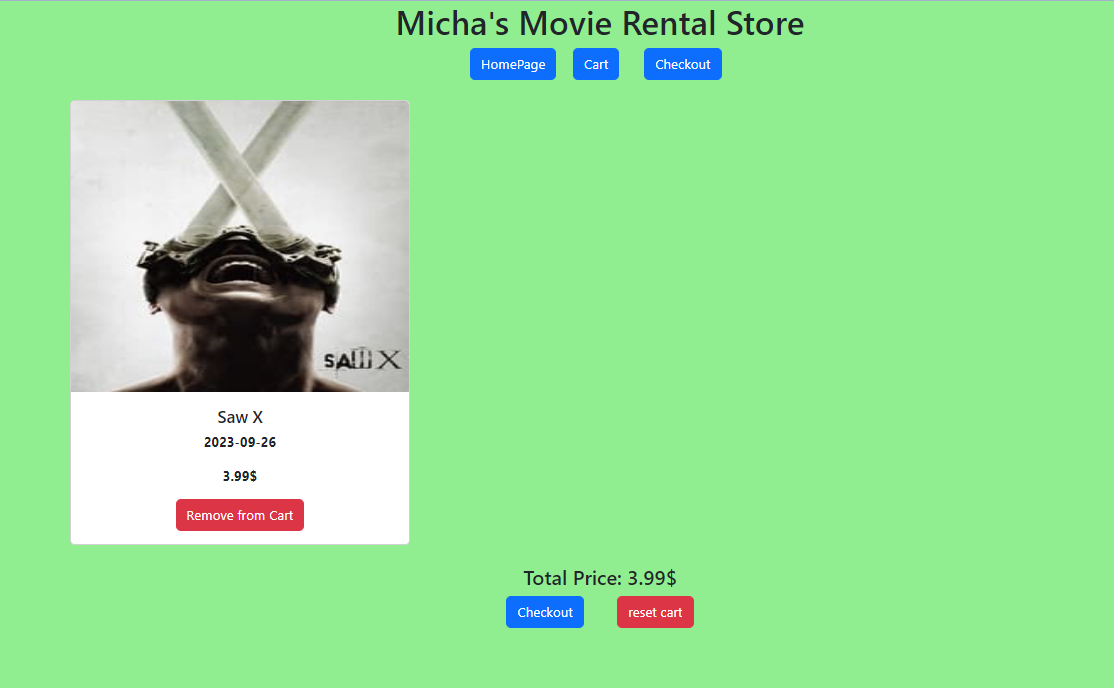 Micha's Movie Rental Store
HomePage Cart Checkout
SAW X
Saw X
2023-09-26
3.99$
Remove from Cart
Total Price: 3.99$
Checkout reset cart